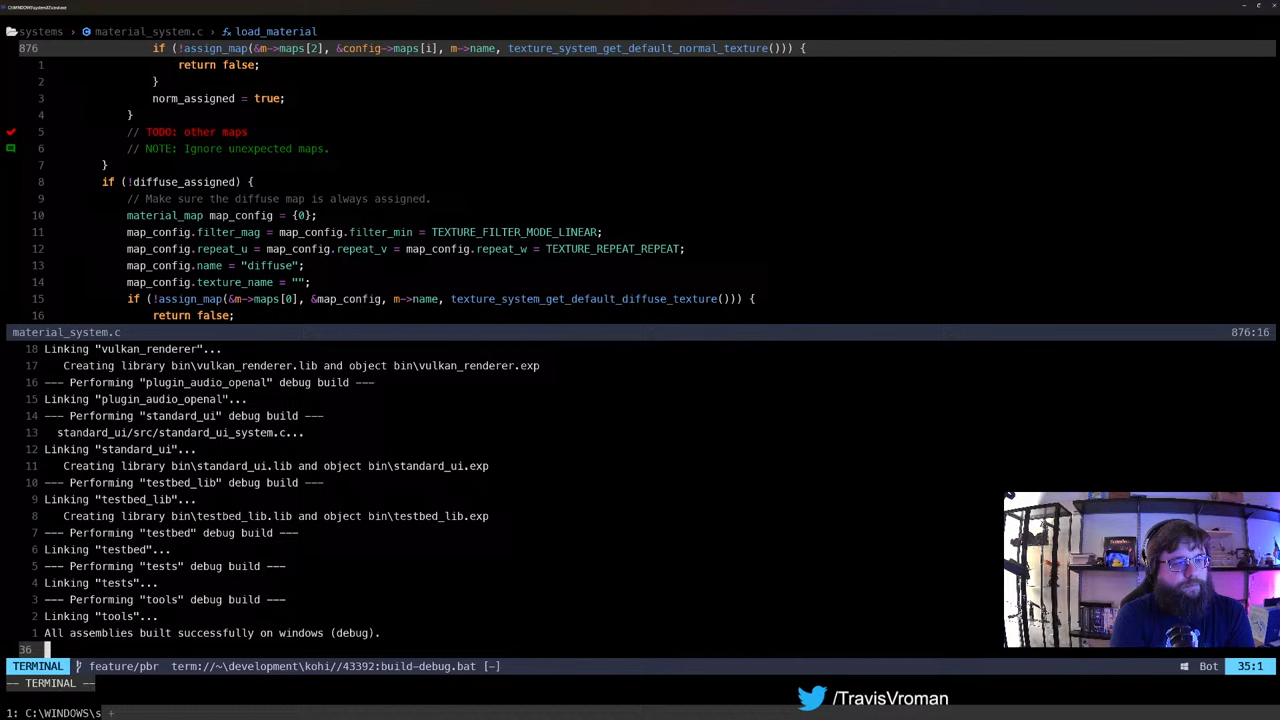 C:\WINDOWS\system32\cmd.exe
systems > material_system.c > load_material
876 if (!assign_map(&m->maps[2], &config->maps[i], m->name, texture_system_get_default_normal_texture())) {
1 return false;
2 }
3 norm_assigned = true;
4 }
5 // TODO: other maps
6 // NOTE: Ignore unexpected maps.
7 }
8 if (!diffuse_assigned) {
9 // Make sure the diffuse map is always assigned.
10 material_map map_config = {0};
11 map_config.filter_mag = map_config.filter_min = TEXTURE_FILTER_MODE_LINEAR;
12 map_config.repeat_u = map_config.repeat_v = map_config.repeat_w = TEXTURE_REPEAT_REPEAT;
13 map_config.name = "diffuse";
14 map_config.texture_name = "";
15 if (!assign_map(&m->maps[0], &map_config, m->name, texture_system_get_default_diffuse_texture())) {
16 return false;
material_system.c 876:16
18 Linking "vulkan_renderer"...
17 Creating library bin\vulkan_renderer.lib and object bin\vulkan_renderer.exp
16 --- Performing "plugin_audio_openal" debug build ---
15 Linking "plugin_audio_openal"...
14 --- Performing "standard_ui" debug build ---
13 standard_ui/src/standard_ui_system.c...
12 Linking "standard_ui"...
11 Creating library bin\standard_ui.lib and object bin\standard_ui.exp
10 --- Performing "testbed_lib" debug build ---
9 Linking "testbed_lib"...
8 Creating library bin\testbed_lib.lib and object bin\testbed_lib.exp
7 --- Performing "testbed" debug build ---
6 Linking "testbed"...
5 --- Performing "tests" debug build ---
4 Linking "tests"...
3 --- Performing "tools" debug build ---
2 Linking "tools"...
1 All assemblies built successfully on windows (debug).
36
TERMINAL feature/pbr term://~\development\kohi//43392:build-debug.bat [-] Bot 35:1
-- TERMINAL --
/TravisVroman
1: C:\WINDOWS\s +